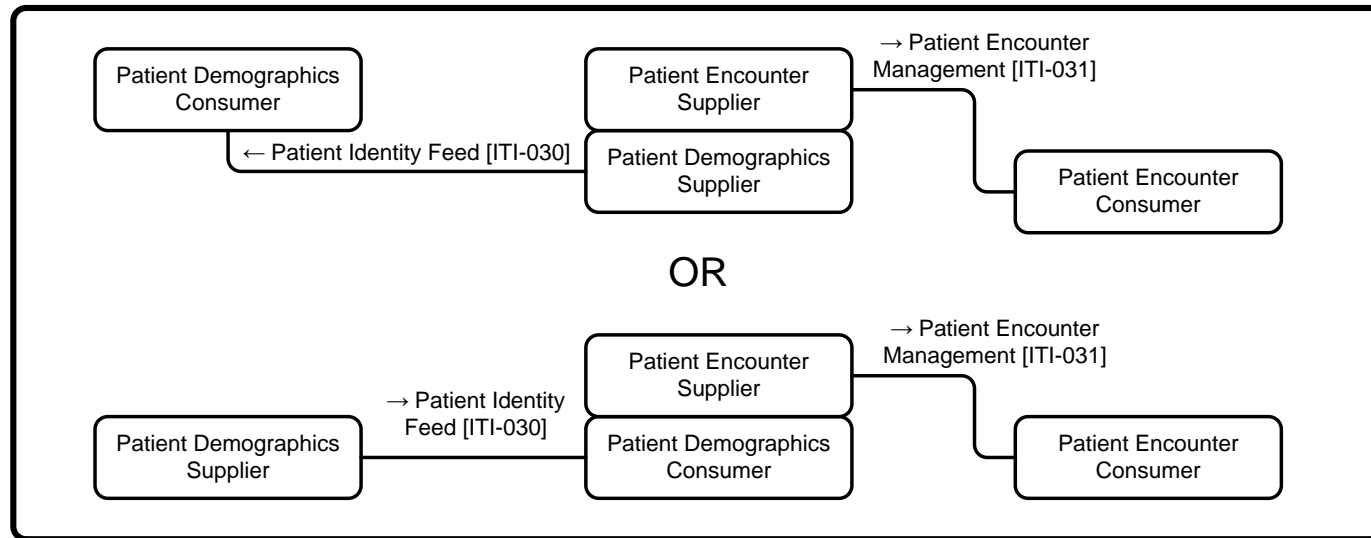 Patient Demographics
Consumer
Patient Encounter
Supplier
→ Patient Encounter
Management [ITI-031]
← Patient Identity Feed [ITI-030]
Patient Demographics
Supplier
Patient Encounter
Consumer
OR
Patient Encounter
Supplier
→ Patient Encounter
Management [ITI-031]
→ Patient Identity
Feed [ITI-030]
Patient Demographics
Supplier
Patient Demographics
Consumer
Patient Encounter
Consumer